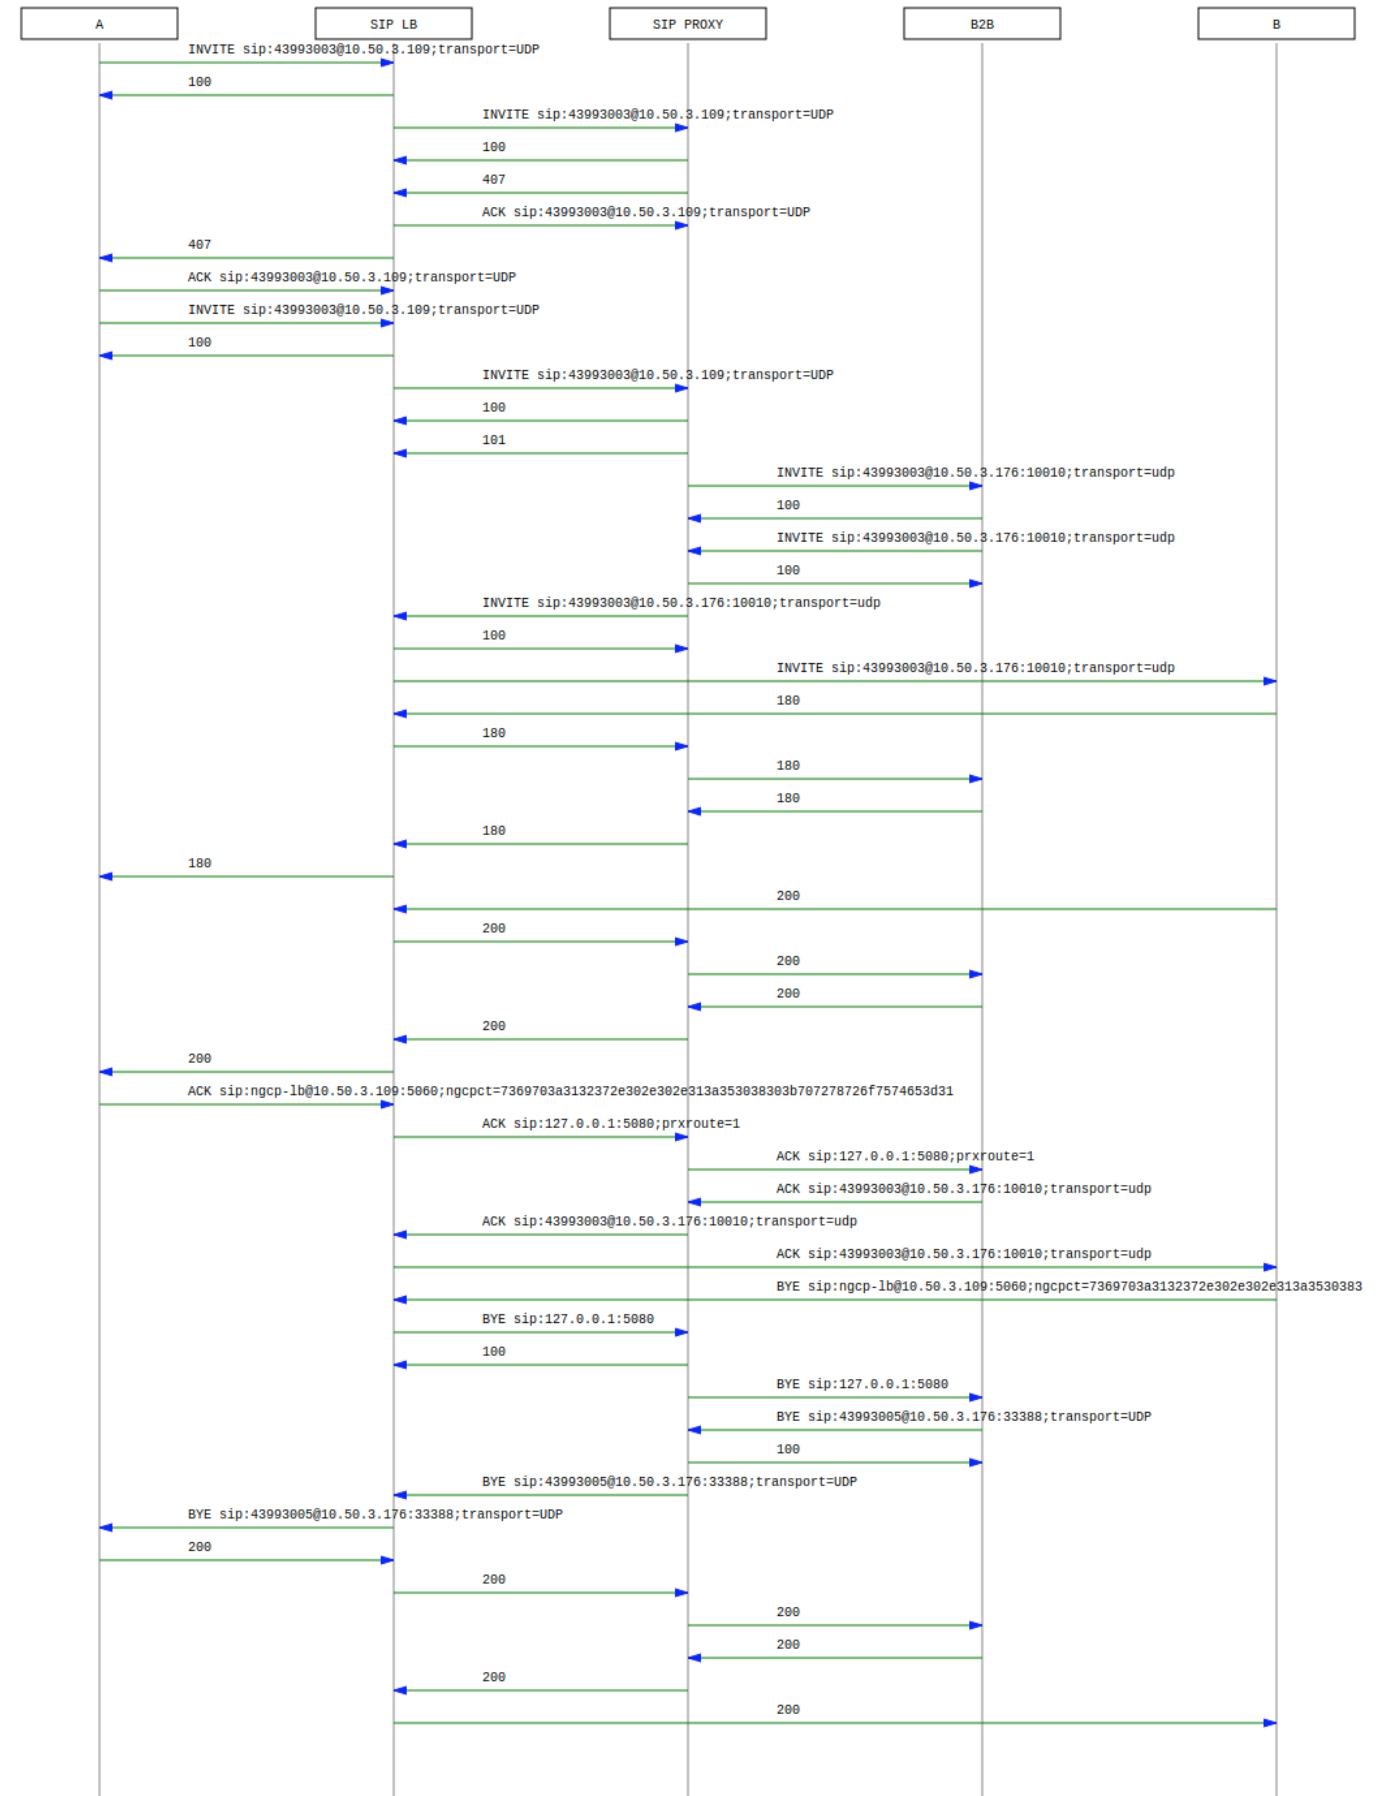 A
SIP LB
SIP PROXY
B2B
B
INVITE sip:43993003@10.50.3.109;transport=UDP
100
INVITE sip:43993003@10.50.3.109;transport=UDP
100
407
ACK sip:43993003@10.50.3.109;transport=UDP
407
ACK sip:43993003@10.50.3.109;transport=UDP
INVITE sip:43993003@10.50.3.109;transport=UDP
100
INVITE sip:43993003@10.50.3.109;transport=UDP
100
101
INVITE sip:43993003@10.50.3.176:10010;transport=udp
100
INVITE sip:43993003@10.50.3.176:10010;transport=udp
100
INVITE sip:43993003@10.50.3.176:10010;transport=udp
100
INVITE sip:43993003@10.50.3.176:10010;transport=udp
180
180
180
180
180
180
200
200
200
200
200
200
ACK sip:ngcp-lb@10.50.3.109:5060;ngcpct=7369703a3132372e302e302e313a353038303b707278726f7574653d31
ACK sip:127.0.0.1:5080;prxroute=1
ACK sip:127.0.0.1:5080;prxroute=1
ACK sip:43993003@10.50.3.176:10010;transport=udp
ACK sip:43993003@10.50.3.176:10010;transport=udp
ACK sip:43993003@10.50.3.176:10010;transport=udp
BYE sip:ngcp-lb@10.50.3.109:5060;ngcpct=7369703a3132372e302e302e313a3530383
BYE sip:127.0.0.1:5080
100
BYE sip:127.0.0.1:5080
BYE sip:43993005@10.50.3.176:33388;transport=UDP
100
BYE sip:43993005@10.50.3.176:33388;transport=UDP
BYE sip:43993005@10.50.3.176:33388;transport=UDP
200
200
200
200
200
200